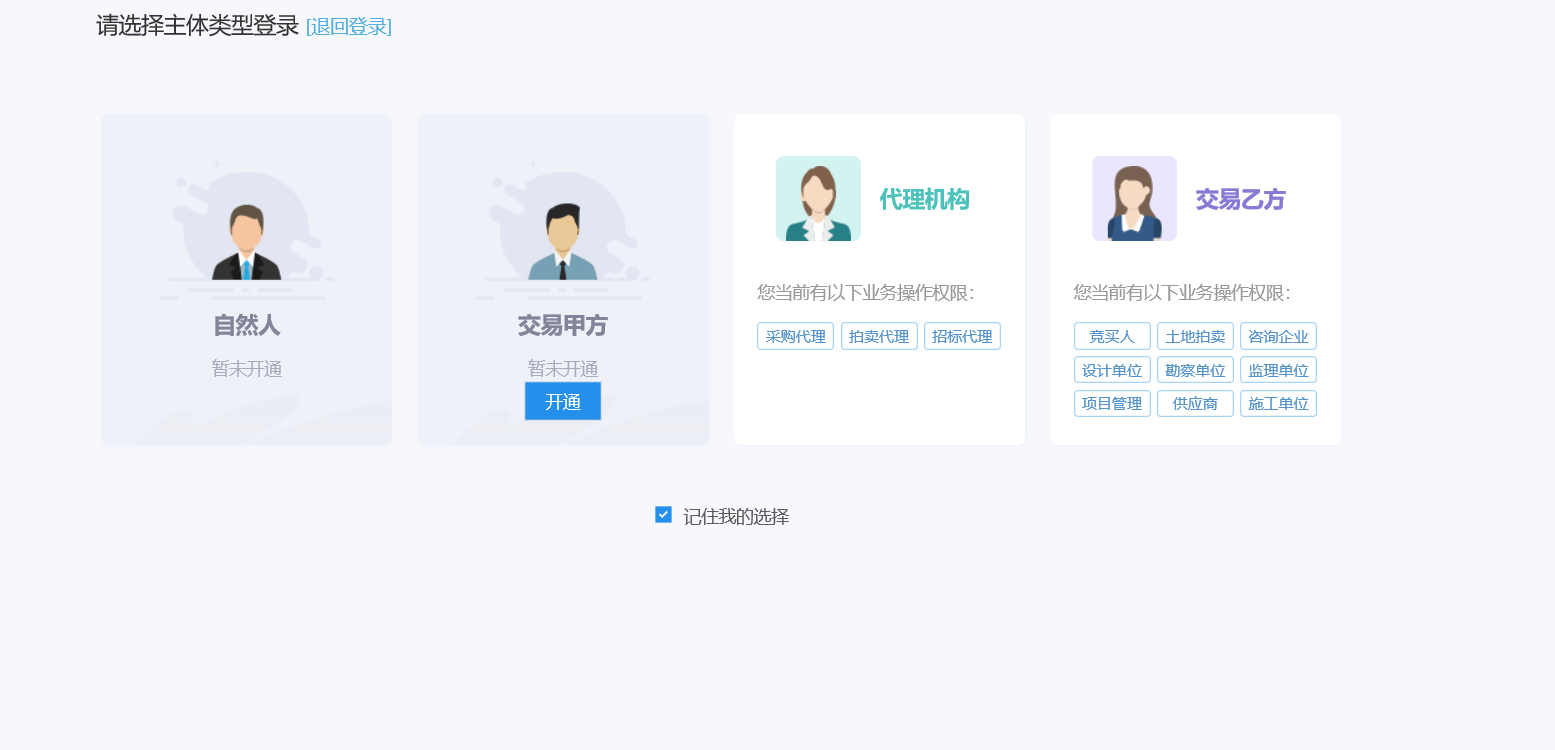 请选择主体类型登录 [退回登录]
自然人
暂未开通
交易甲方
暂未开通
开通
代理机构
您当前有以下业务操作权限：
采购代理 拍卖代理 招标代理
交易乙方
您当前有以下业务操作权限：
竞买人 土地拍卖 咨询企业
设计单位 勘察单位 监理单位
项目管理 供应商 施工单位
记住我的选择